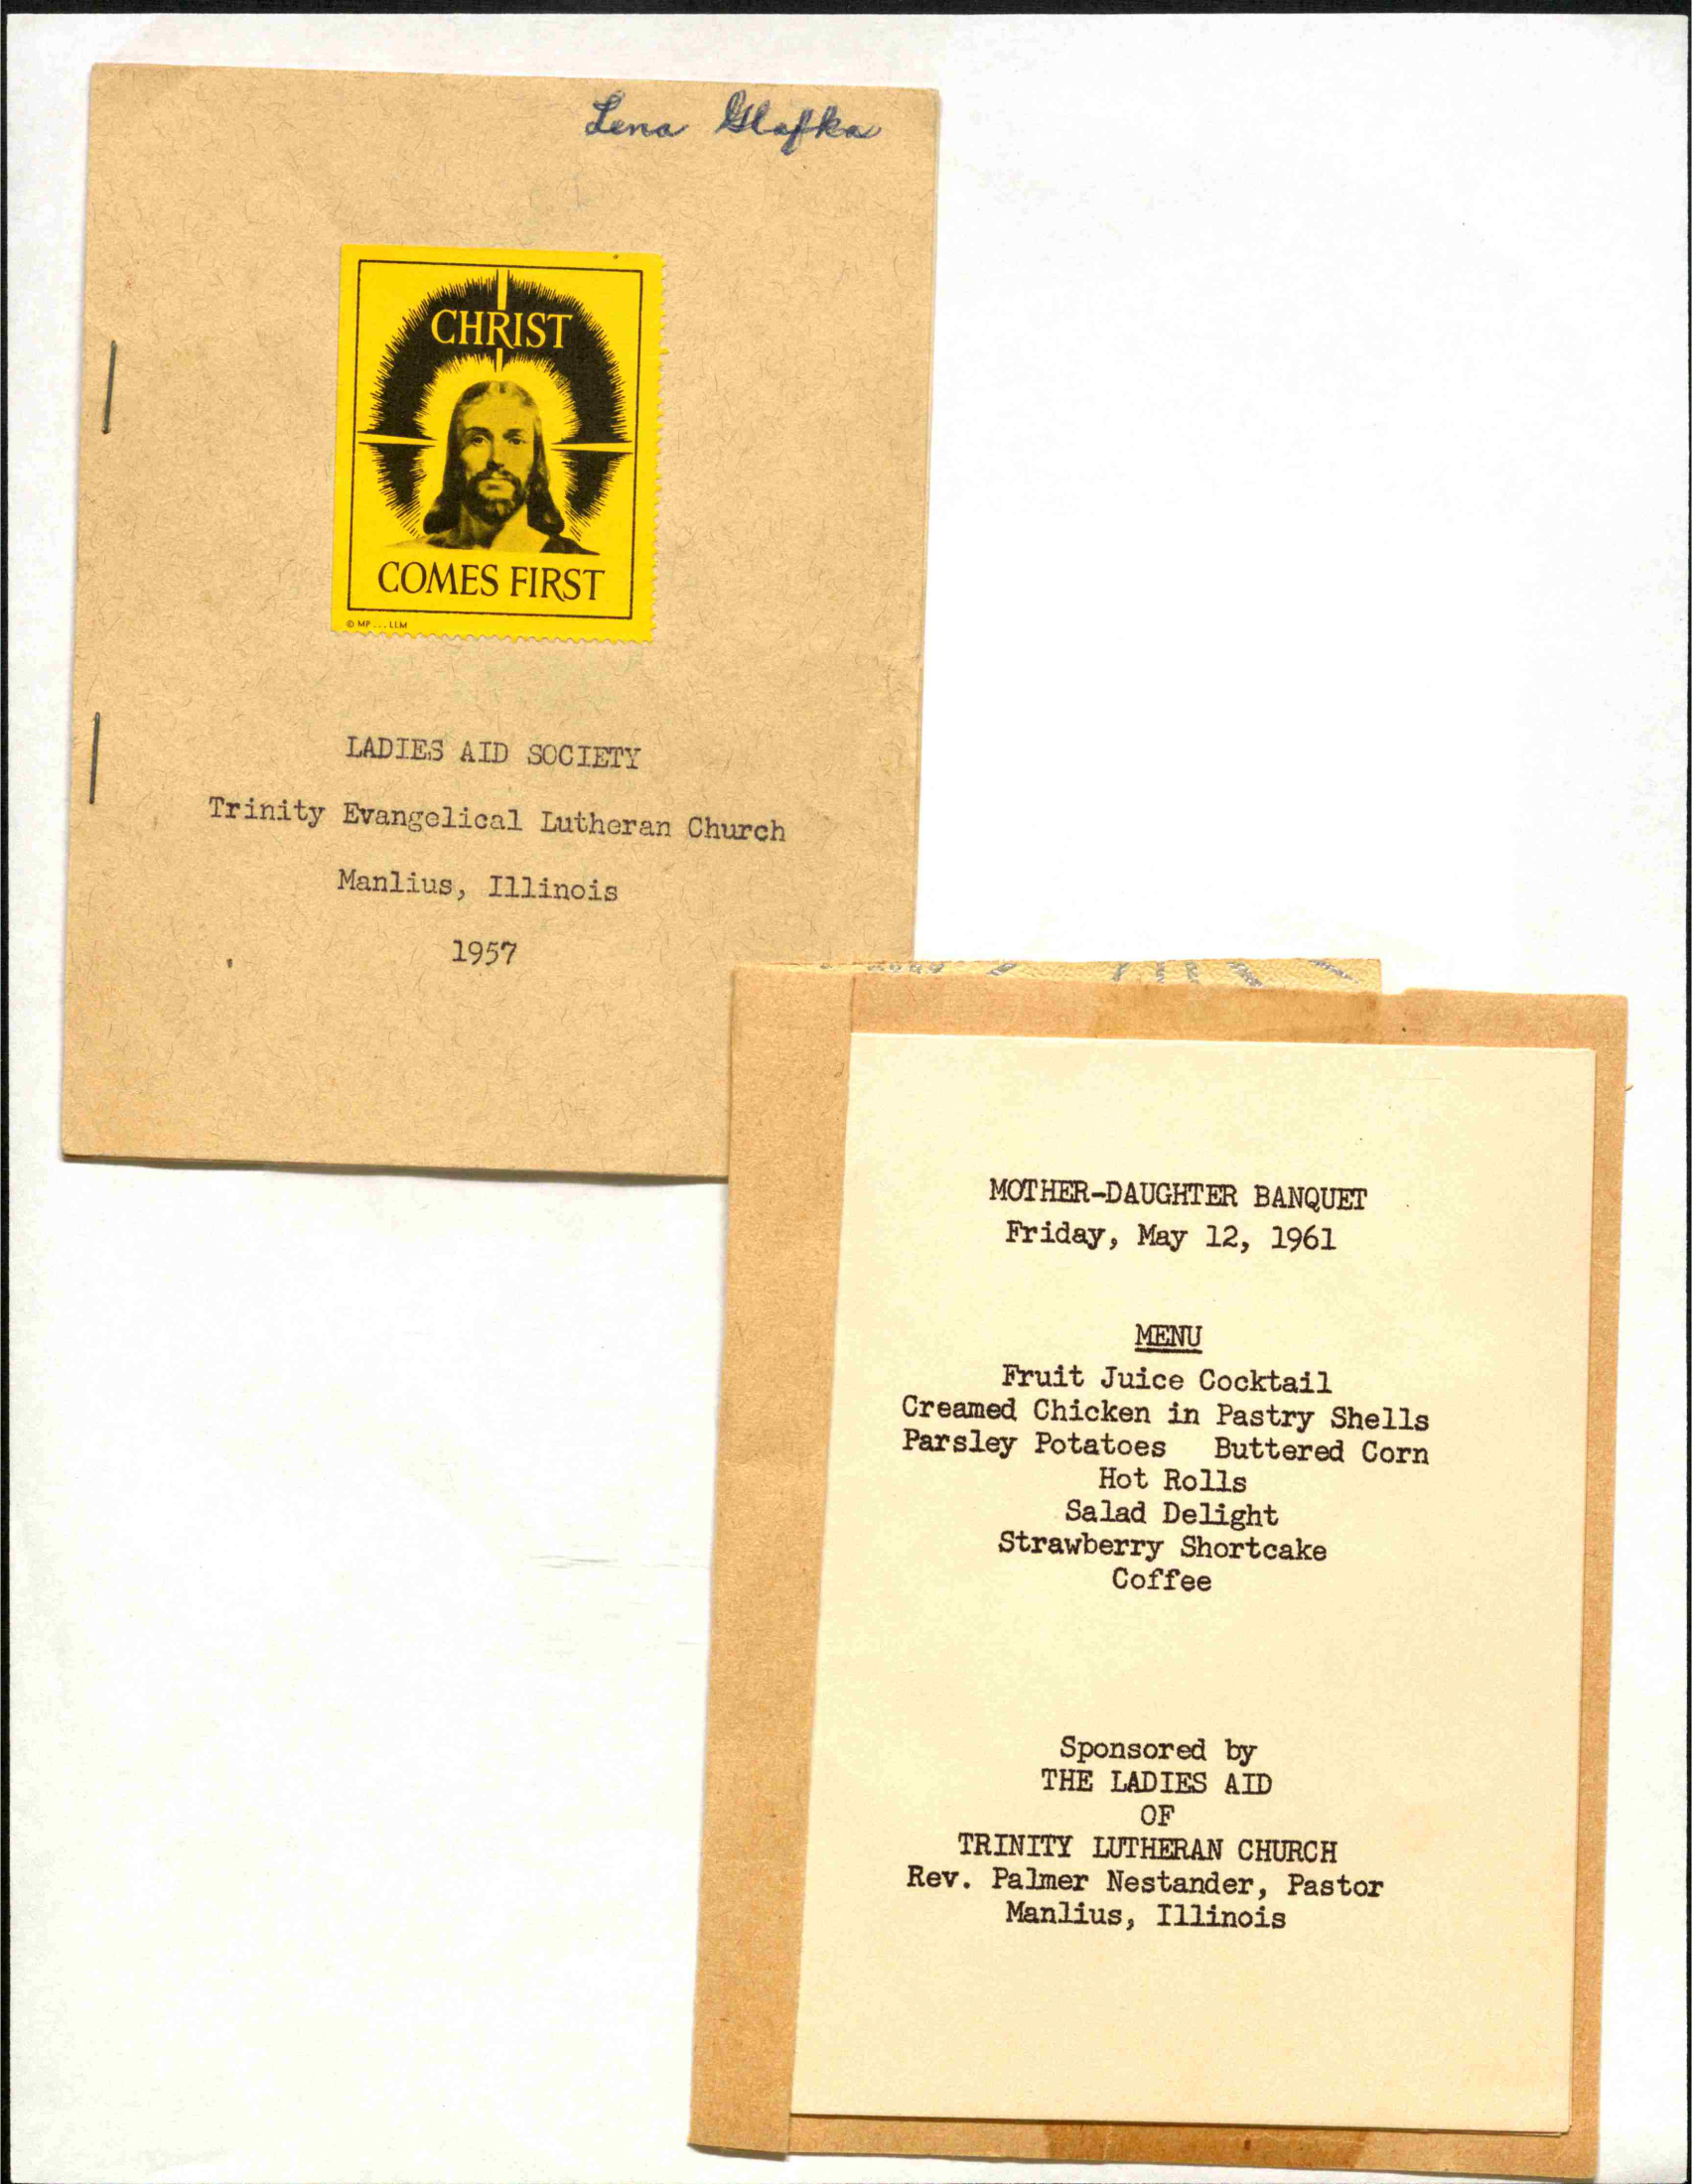 Lena Glafka
CHRIST
COMES FIRST
© MP...LLM
LADIES AID SOCIETY
Trinity Evangelical Lutheran Church
Manlius, Illinois
1957
MOTHER-DAUGHTER BANQUET
Friday, May 12, 1961
MENU
Fruit Juice Cocktail
Creamed Chicken in Pastry Shells
Parsley Potatoes Buttered Corn
Hot Rolls
Salad Delight
Strawberry Shortcake
Coffee
Sponsored by
THE LADIES AID
OF
TRINITY LUTHERAN CHURCH
Rev. Palmer Nestander, Pastor
Manlius, Illinois